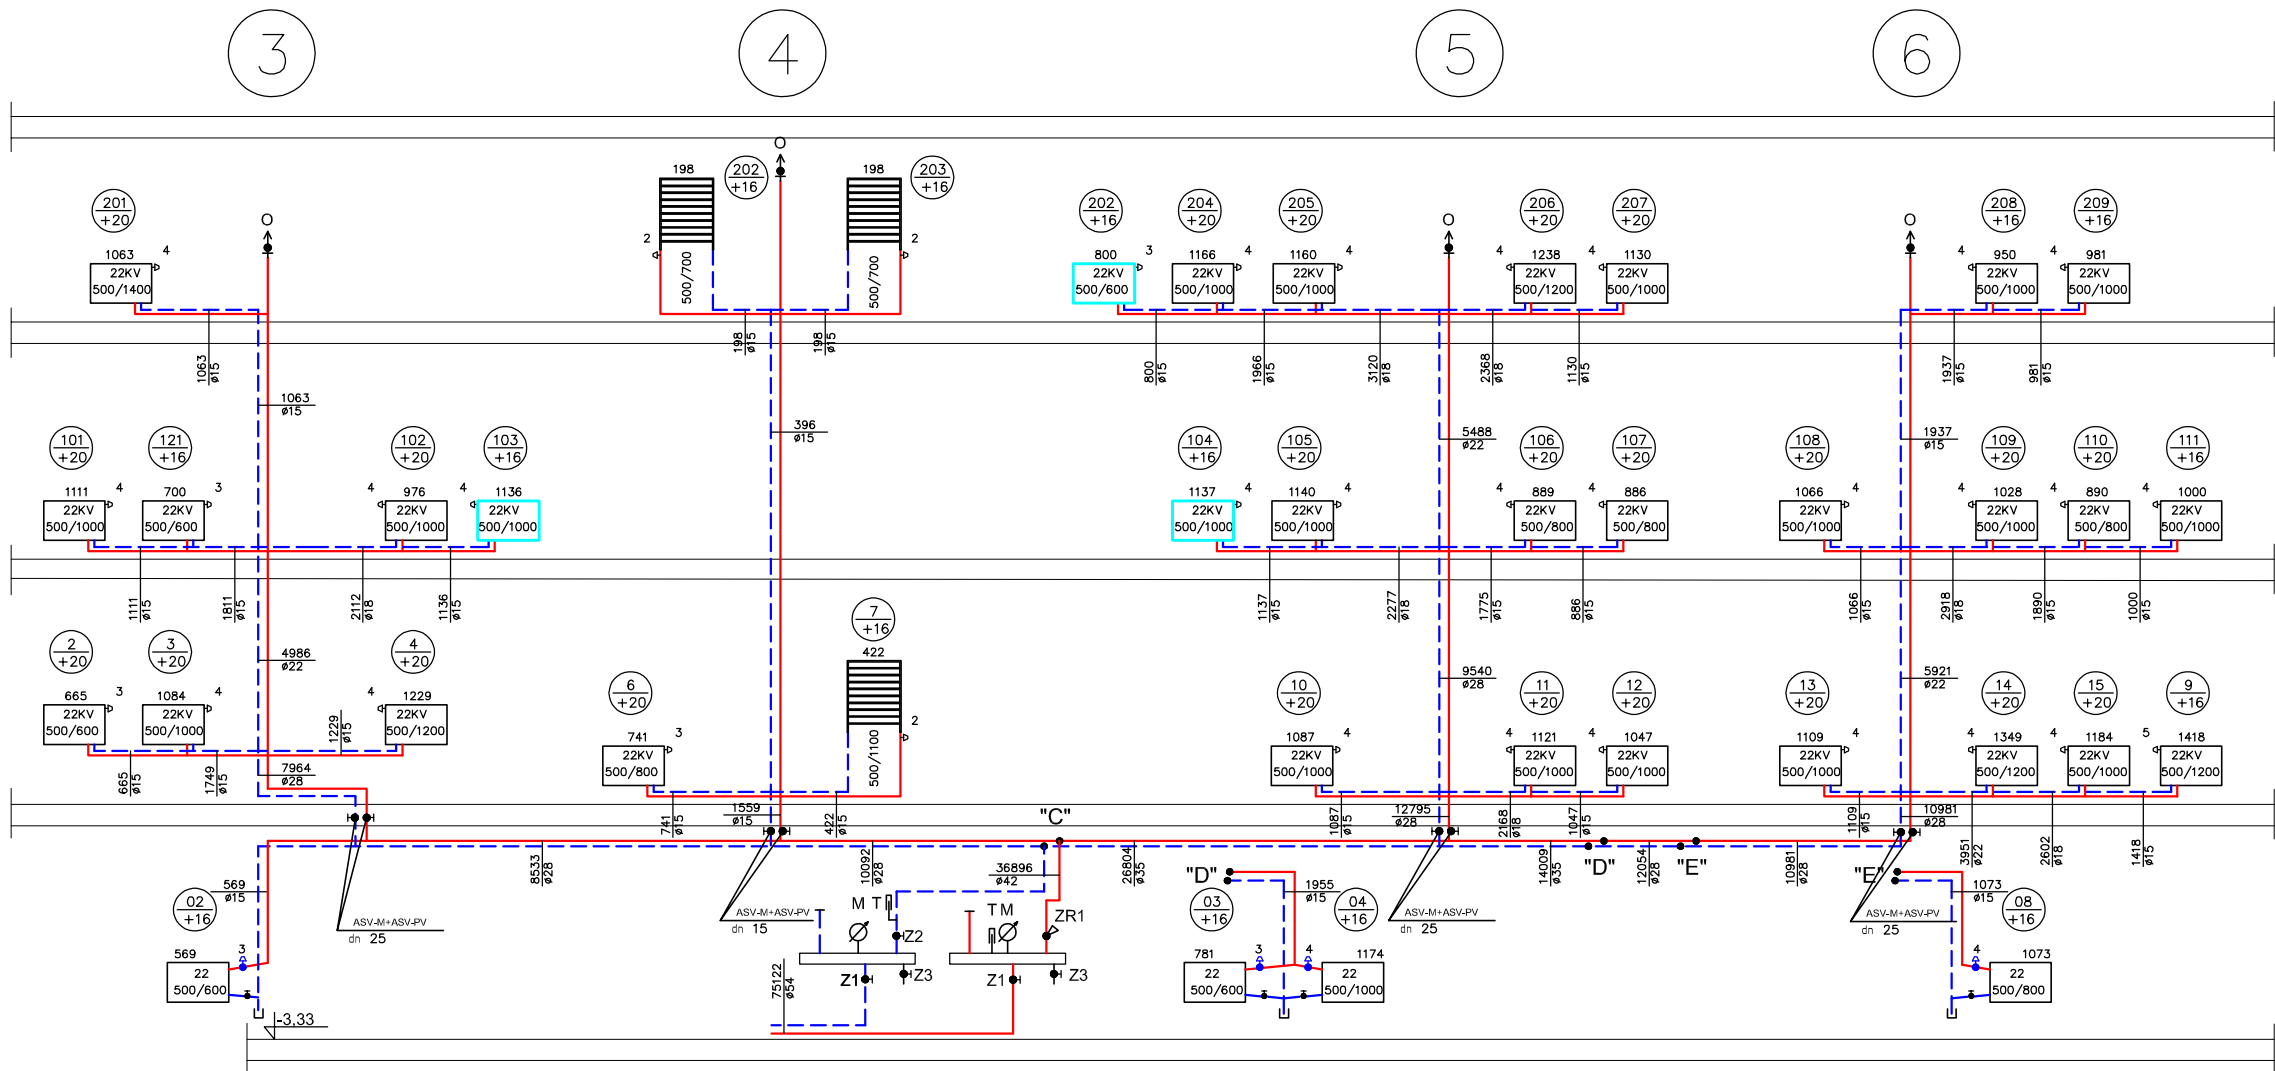 3
4
5
6
O
202
+16
203
+16
198
198
2
2
500/700
500/700
198
ø15
198
ø15
201
+20
1063
4
22KV
500/1400
O
1063
ø15
1063
ø15
202
+16
204
+20
205
+20
O
206
+20
207
+20
O
208
+16
209
+16
800
3
1166
4
1160
4
4
1238
4
1130
4
950
4
981
22KV
500/600
22KV
500/1000
22KV
500/1000
22KV
500/1200
22KV
500/1000
22KV
500/1000
22KV
500/1000
800
ø15
1966
ø15
3120
ø18
2368
ø18
1130
ø15
1937
ø15
981
ø15
396
ø15
5488
ø22
1937
ø15
101
+20
121
+16
102
+20
103
+16
104
+16
105
+20
106
+20
107
+20
108
+20
109
+20
110
+20
111
+16
1111
4
700
3
4
976
4
1136
1137
4
1140
4
4
889
4
886
1066
4
4
1028
4
890
4
1000
22KV
500/1000
22KV
500/600
22KV
500/1000
22KV
500/1000
22KV
500/1000
22KV
500/1000
22KV
500/800
22KV
500/800
22KV
500/1000
22KV
500/1000
22KV
500/800
22KV
500/1000
1111
ø15
1811
ø15
2112
ø18
1136
ø15
1137
ø15
2277
ø18
1775
ø15
886
ø15
1066
ø15
2918
ø18
1890
ø15
1000
ø15
4986
ø22
9540
ø28
5921
ø22
2
+20
3
+20
4
+20
6
+20
7
+16
10
+20
11
+20
12
+20
13
+20
14
+20
15
+20
9
+16
665
3
1084
4
4
1229
741
3
422
2
1087
4
4
1121
4
1047
1109
4
4
1349
4
1184
5
1418
22KV
500/600
22KV
500/1000
22KV
500/1200
22KV
500/800
500/1100
22KV
500/1000
22KV
500/1000
22KV
500/1000
22KV
500/1000
22KV
500/1200
22KV
500/1000
22KV
500/1200
665
ø15
1749
ø15
1229
ø15
7964
ø28
741
ø15
1559
ø15
422
ø15
1087
ø15
12795
ø28
2168
ø18
1047
ø15
1109
ø15
10981
ø28
3951
ø22
2602
ø18
1418
ø15
"C"
8533
ø28
10092
ø28
36896
ø42
26804
ø35
14009
ø35
"D"
12054
ø28
"E"
10981
ø28
02
+16
569
ø15
ASV-M+ASV-PV
dn 25
ASV-M+ASV-PV
dn 15
M T
T M
ZR1
Z2
Z1
Z3
Z1
Z3
75122
ø54
"D"
03
+16
1955
ø15
04
+16
ASV-M+ASV-PV
dn 25
"E"
1073
ø15
08
+16
ASV-M+ASV-PV
dn 25
569
3
22
500/600
781
3
4
1174
22
500/600
22
500/1000
4
1073
22
500/800
-3,33